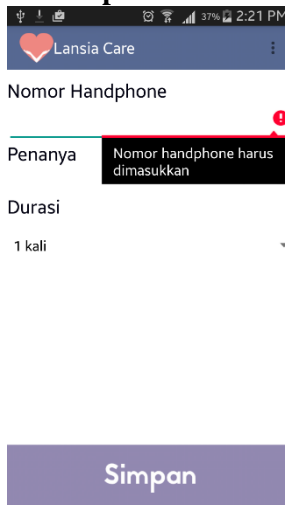 37% 2:21 PM
Lansia Care
Nomor Handphone
Penanya
Nomor handphone harus
dimasukkan
Durasi
1 kali
Simpan